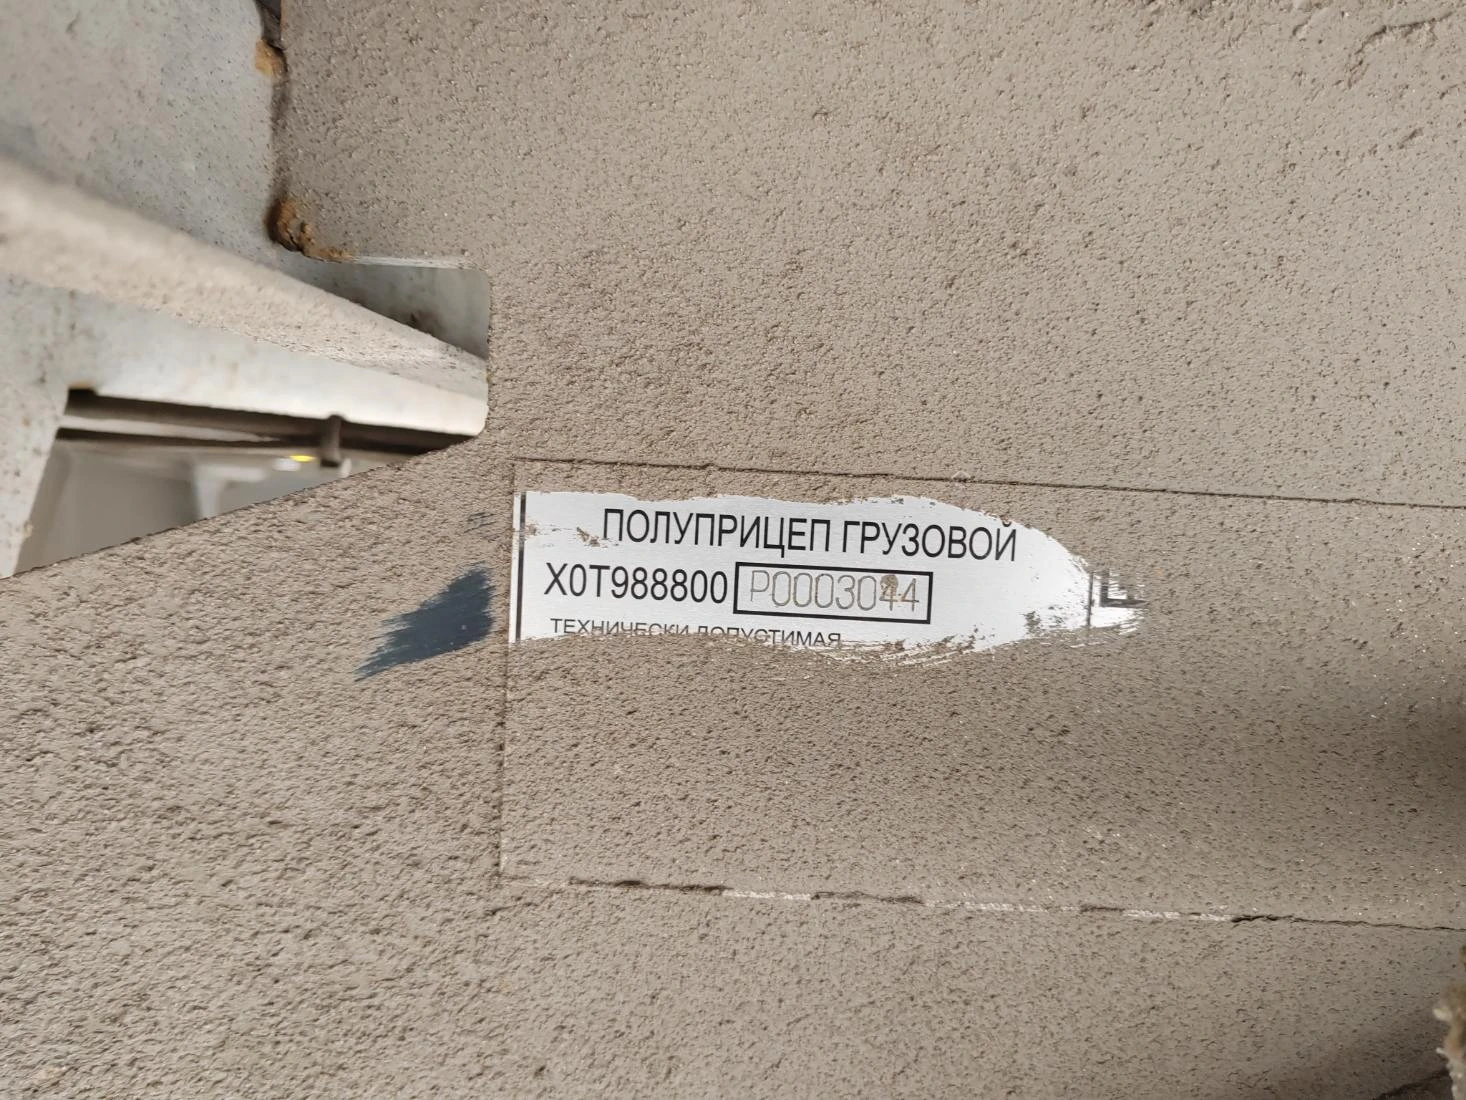 ПОЛУПРИЦЕП ГРУЗОВОЙ
X0T988800 P0003044
ТЕХНИЧЕСКИ ДОПУСТИМАЯ